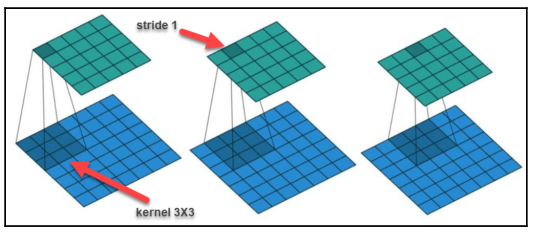 stride 1
kernel 3X3